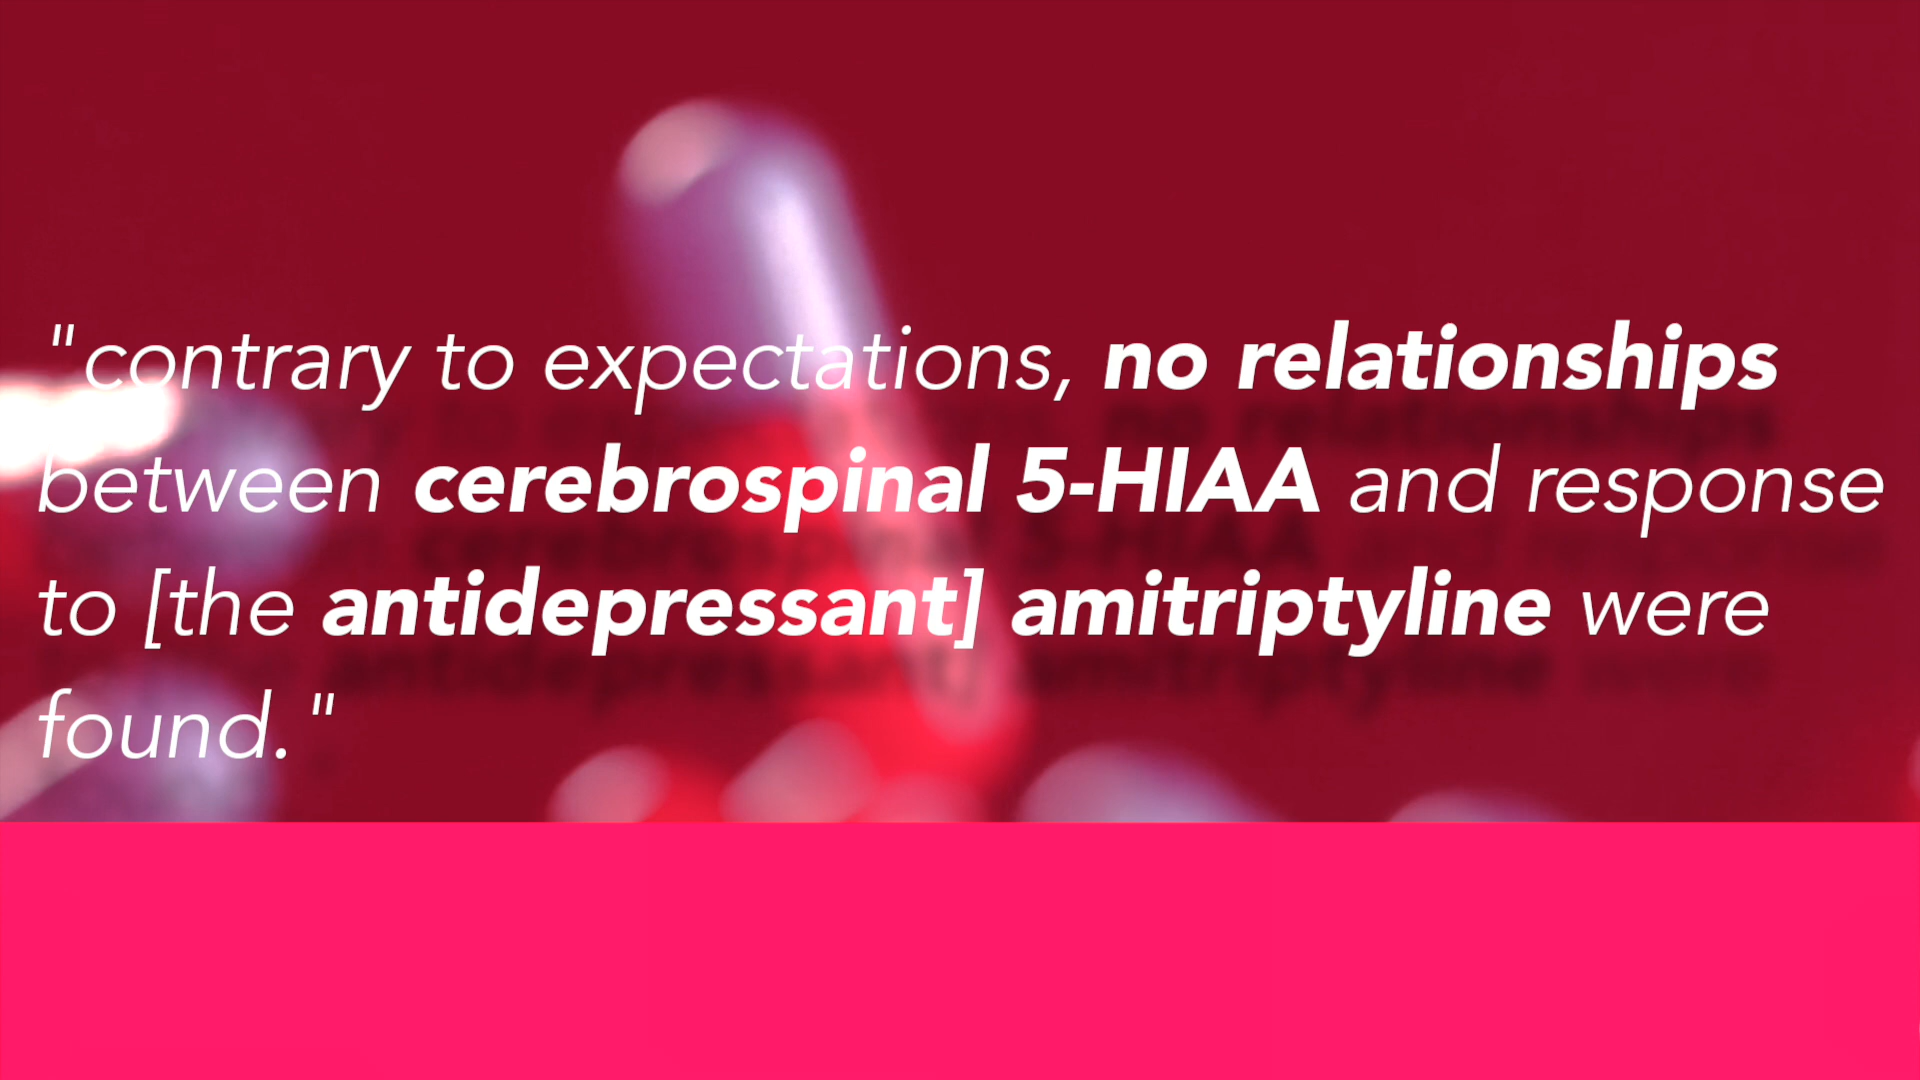 "contrary to expectations, no relationships
between cerebrospinal 5-HIAA and response
to [the antidepressant] amitriptyline were
found."